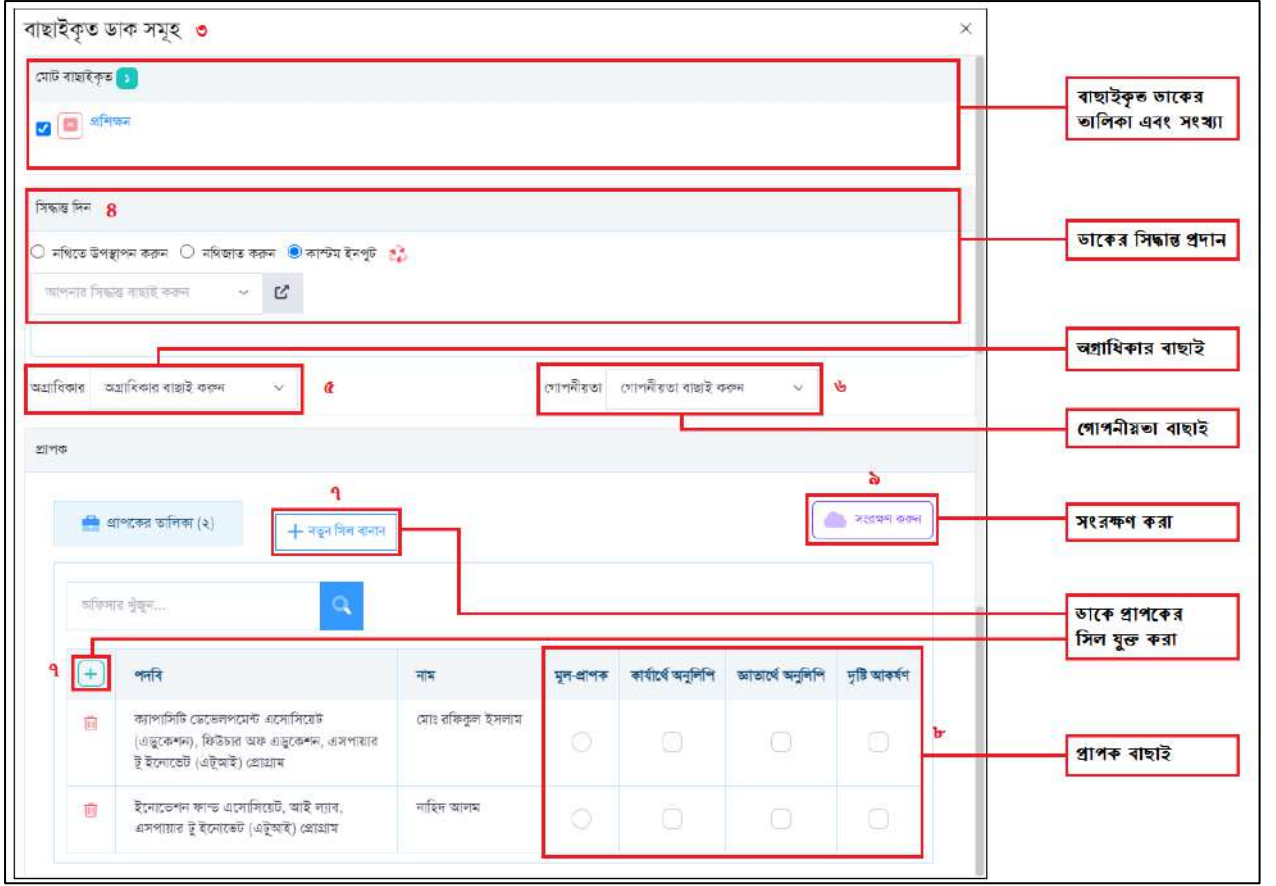 বাছাইকৃত ডাক সমূহ ৩
মোট বাছাইকৃত ১
প্রশিক্ষন
বাছাইকৃত ডাকের
তালিকা এবং সংখ্যা
সিদ্ধান্ত দিন ৪
নথিতে উপস্থাপন করুন নথিজাত করুন কাস্টম ইনপুট
আপনার সিদ্ধান্ত বাছাই করুন
ডাকের সিদ্ধান্ত প্রদান
অগ্রাধিকার বাছাই
অগ্রাধিকার অগ্রাধিকার বাছাই করুন ৫ গোপনীয়তা গোপনীয়তা বাছাই করুন ৬
গোপনীয়তা বাছাই
প্রাপক
৭ ৯
প্রাপকের তালিকা (২) নতুন সিল বানান সংরক্ষণ করুন
সংরক্ষণ করা
অফিসার খুঁজুন...
ডাকে প্রাপকের
সিল যুক্ত করা
৭ পদবি নাম মূল-প্রাপক কার্যার্থে অনুলিপি জ্ঞাতার্থে অনুলিপি দৃষ্টি আকর্ষণ
ক্যাপাসিটি ডেভেলপমেন্ট এসোসিয়েট মোঃ রফিকুল ইসলাম
(এডুকেশন), ফিউচার অফ এডুকেশন, এসপায়ার
টু ইনোভেট (এটুআই) প্রোগ্রাম
৮
প্রাপক বাছাই
ইনোভেশন ফান্ড এসোসিয়েট, আই ল্যাব, নাহিদ আলম
এসপায়ার টু ইনোভেট (এটুআই) প্রোগ্রাম